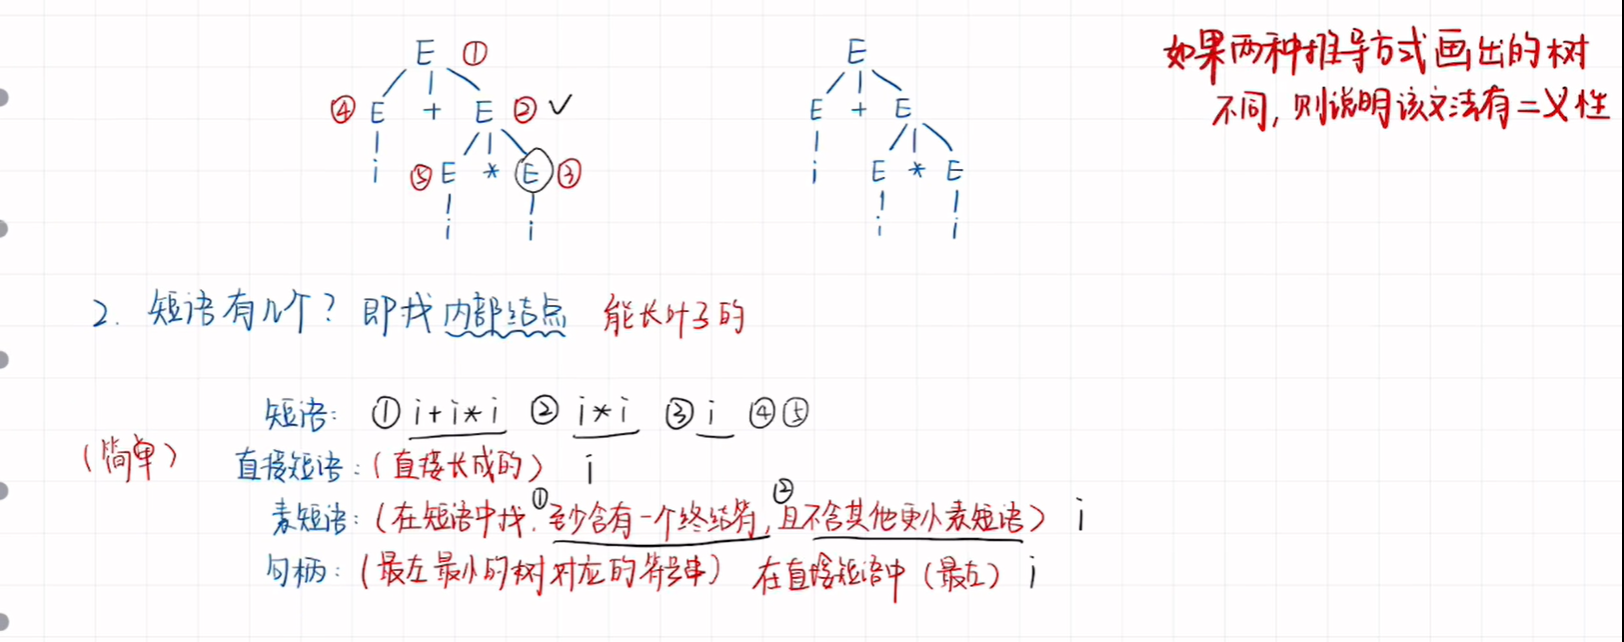 如果两种推导方式画出的树
不同，则说明该文法有二义性
E ① E
④ E + E ② ✓ E + E
i ⑤ E * E ③ i E * E
i i i i
2. 短语有几个？即找内部结点 能长叶子的
短语： ① i+i*i ② i*i ③ i ④⑤
（简单） 直接短语：（直接长成的） i
素短语：（在短语中找：①至少含有一个终结符，②且不含其他更小素短语） i
句柄：（最左最小的树对应的符号串） 在直接短语中（最左） i